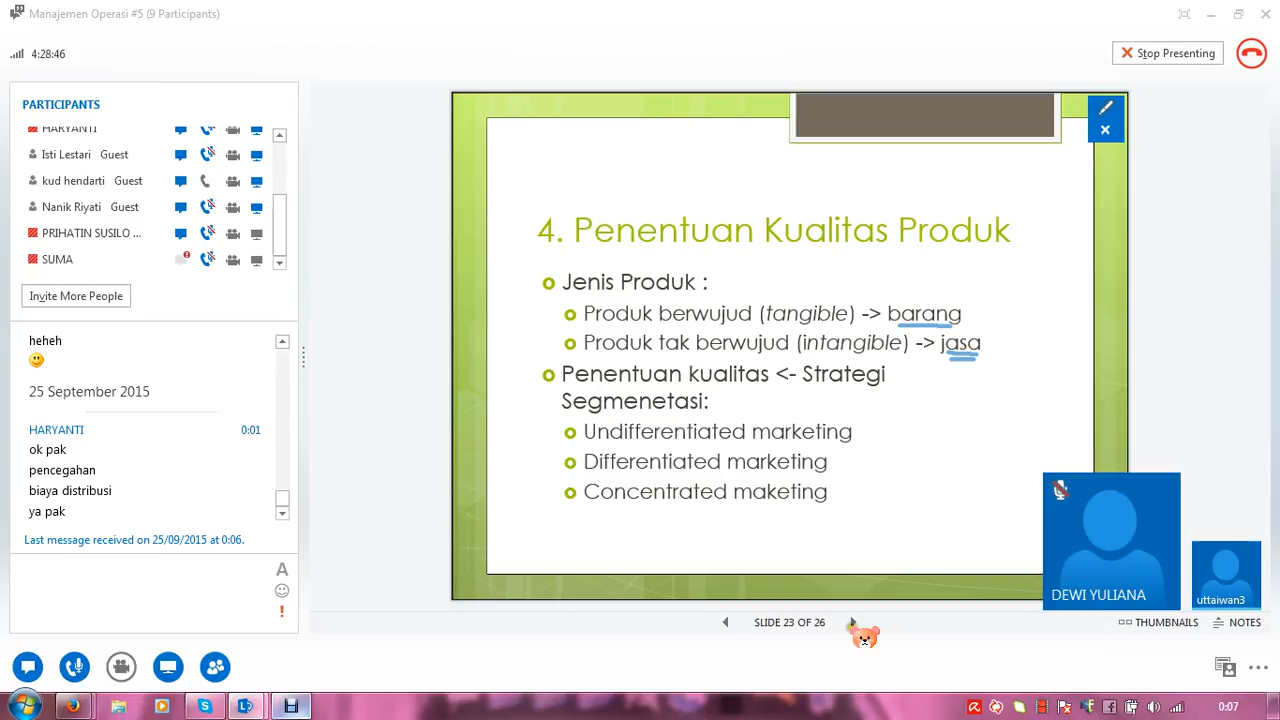 Manajemen Operasi #5 (9 Participants)
4:28:46
Stop Presenting
PARTICIPANTS
HARYANTI
Isti Lestari Guest
kud hendarti Guest
Nanik Riyati Guest
PRIHATIN SUSILO ...
SUMA
Invite More People
heheh
25 September 2015
HARYANTI 0:01
ok pak
pencegahan
biaya distribusi
ya pak
Last message received on 25/09/2015 at 0:06.
A
4. Penentuan Kualitas Produk
Jenis Produk :
Produk berwujud (tangible) -> barang
Produk tak berwujud (intangible) -> jasa
Penentuan kualitas <- Strategi
Segmenetasi:
Undifferentiated marketing
Differentiated marketing
Concentrated maketing
DEWI YULIANA
uttaiwan3
SLIDE 23 OF 26
THUMBNAILS
NOTES
0:07